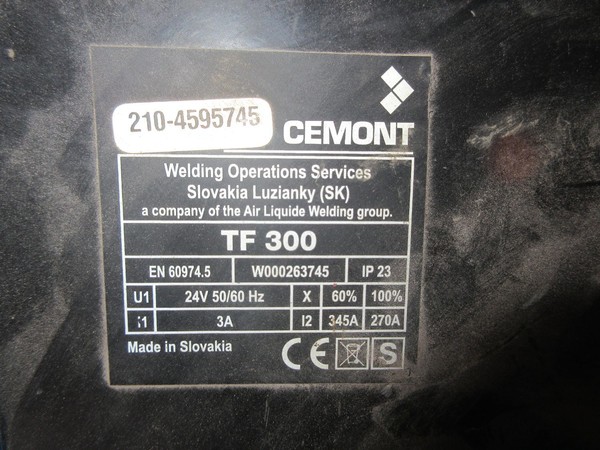 210-4595745
CEMONT
Welding Operations Services
Slovakia Luzianky (SK)
a company of the Air Liquide Welding group.
TF 300
EN 60974.5 W000263745 IP 23
U1 24V 50/60 Hz X 60% 100%
I1 3A I2 345A 270A
Made in Slovakia CE S